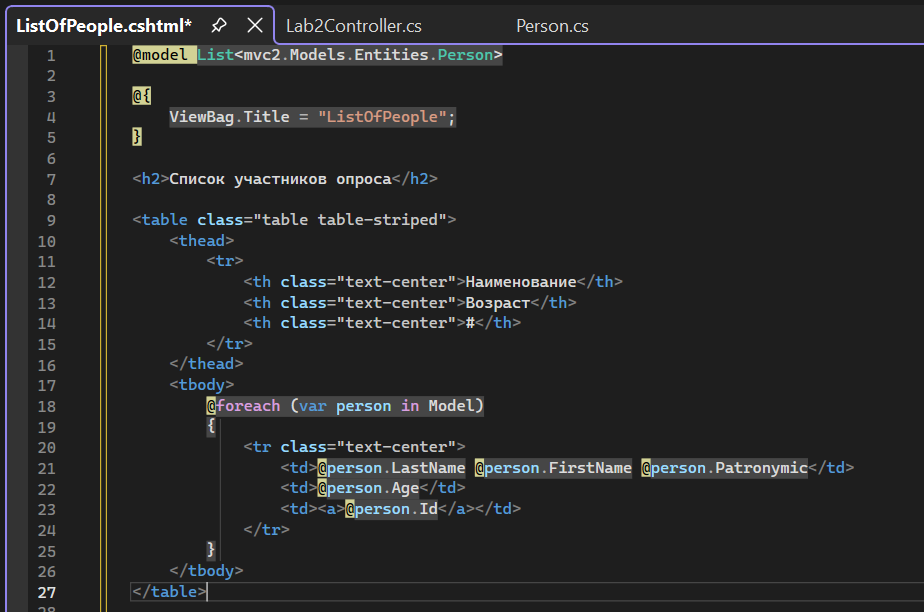 ListOfPeople.cshtml* Lab2Controller.cs Person.cs
1 @model List<mvc2.Models.Entities.Person>
2
3 @{
4 ViewBag.Title = "ListOfPeople";
5 }
6
7 <h2>Список участников опроса</h2>
8
9 <table class="table table-striped">
10 <thead>
11 <tr>
12 <th class="text-center">Наименование</th>
13 <th class="text-center">Возраст</th>
14 <th class="text-center">#</th>
15 </tr>
16 </thead>
17 <tbody>
18 @foreach (var person in Model)
19 {
20 <tr class="text-center">
21 <td>@person.LastName @person.FirstName @person.Patronymic</td>
22 <td>@person.Age</td>
23 <td><a>@person.Id</a></td>
24 </tr>
25 }
26 </tbody>
27 </table>
28